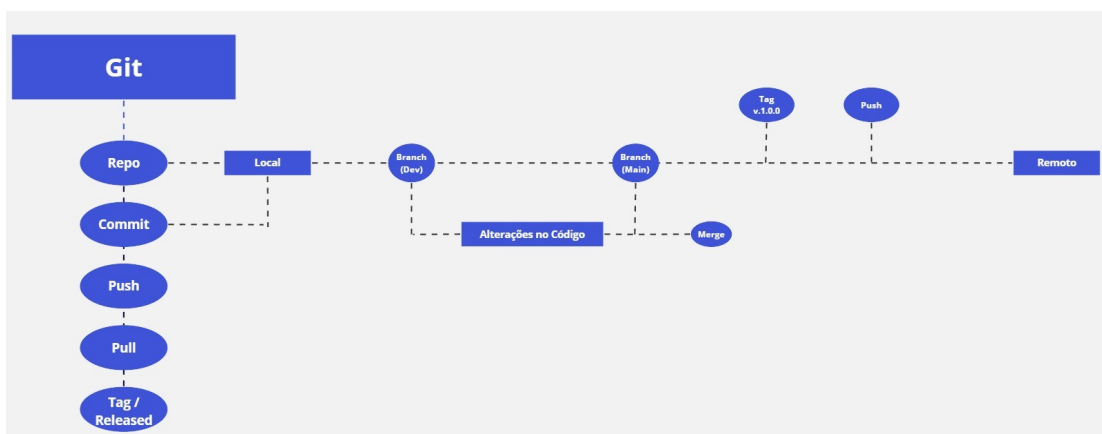 Git
Tag
v.1.0.0
Push
Repo
Local
Branch
(Dev)
Branch
(Main)
Remoto
Commit
Alterações no Código
Merge
Push
Pull
Tag /
Released